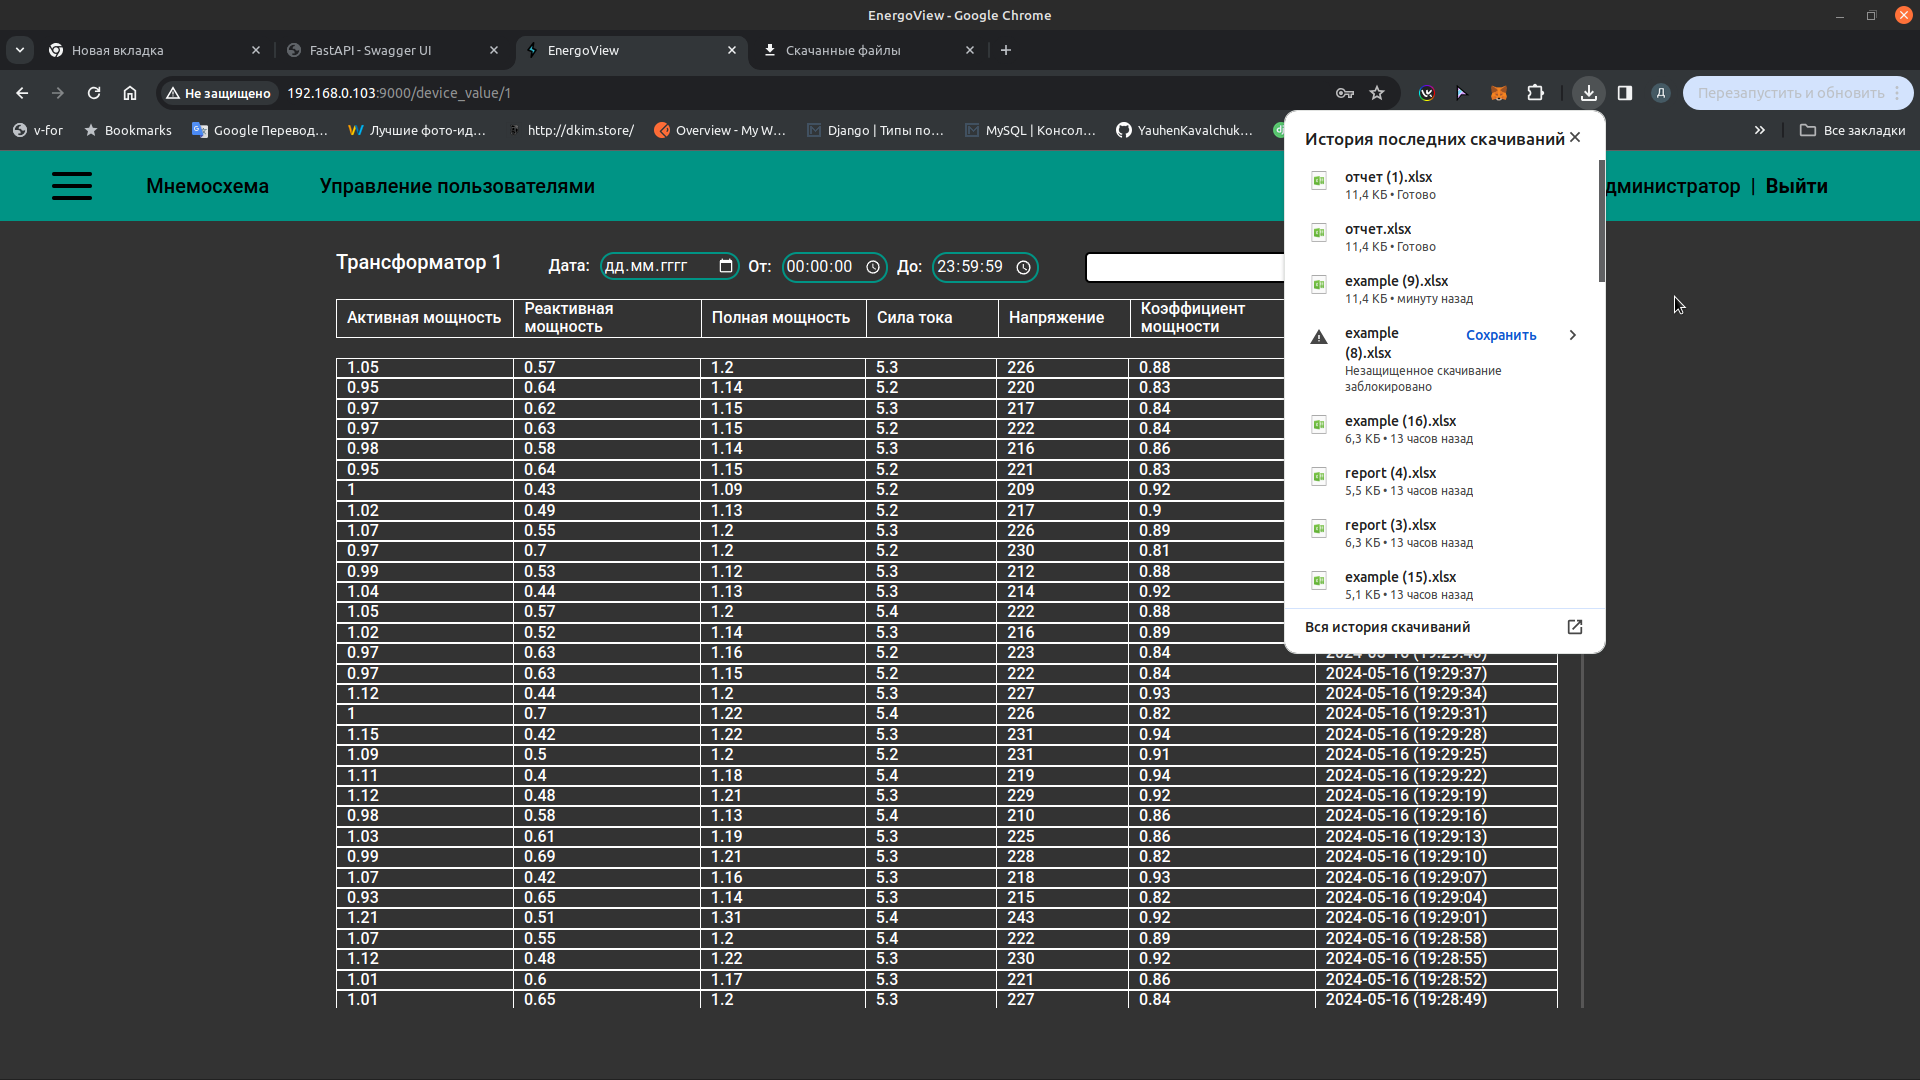 EnergoView - Google Chrome
Новая вкладка
FastAPI - Swagger UI
EnergoView
Скачанные файлы
Не защищено
192.168.0.103:9000/device_value/1
Д
Перезапустить и обновить
v-for
Bookmarks
Google Перевод...
Лучшие фото-ид...
http://dkim.store/
Overview - My W...
Django | Типы по...
MySQL | Консол...
YauhenKavalchuk...
Все закладки
Мнемосхема
Управление пользователями
дминистратор | Выйти
Трансформатор 1
Дата: дд.мм.гггг От: 00:00:00 До: 23:59:59
Активная мощность
Реактивная мощность
Полная мощность
Сила тока
Напряжение
Коэффициент мощности
1.05 0.57 1.2 5.3 226 0.88
0.95 0.64 1.14 5.2 220 0.83
0.97 0.62 1.15 5.3 217 0.84
0.97 0.63 1.15 5.2 222 0.84
0.98 0.58 1.14 5.3 216 0.86
0.95 0.64 1.15 5.2 221 0.83
1 0.43 1.09 5.2 209 0.92
1.02 0.49 1.13 5.2 217 0.9
1.07 0.55 1.2 5.3 226 0.89
0.97 0.7 1.2 5.2 230 0.81
0.99 0.53 1.12 5.3 212 0.88
1.04 0.44 1.13 5.3 214 0.92
1.05 0.57 1.2 5.4 222 0.88
1.02 0.52 1.14 5.3 216 0.89
0.97 0.63 1.16 5.2 223 0.84
0.97 0.63 1.15 5.2 222 0.84 2024-05-16 (19:29:37)
1.12 0.44 1.2 5.3 227 0.93 2024-05-16 (19:29:34)
1 0.7 1.22 5.4 226 0.82 2024-05-16 (19:29:31)
1.15 0.42 1.22 5.3 231 0.94 2024-05-16 (19:29:28)
1.09 0.5 1.2 5.2 231 0.91 2024-05-16 (19:29:25)
1.11 0.4 1.18 5.4 219 0.94 2024-05-16 (19:29:22)
1.12 0.48 1.21 5.3 229 0.92 2024-05-16 (19:29:19)
0.98 0.58 1.13 5.4 210 0.86 2024-05-16 (19:29:16)
1.03 0.61 1.19 5.3 225 0.86 2024-05-16 (19:29:13)
0.99 0.69 1.21 5.3 228 0.82 2024-05-16 (19:29:10)
1.07 0.42 1.16 5.3 218 0.93 2024-05-16 (19:29:07)
0.93 0.65 1.14 5.3 215 0.82 2024-05-16 (19:29:04)
1.21 0.51 1.31 5.4 243 0.92 2024-05-16 (19:29:01)
1.07 0.55 1.2 5.4 222 0.89 2024-05-16 (19:28:58)
1.12 0.48 1.22 5.3 230 0.92 2024-05-16 (19:28:55)
1.01 0.6 1.17 5.3 221 0.86 2024-05-16 (19:28:52)
1.01 0.65 1.2 5.3 227 0.84 2024-05-16 (19:28:49)
История последних скачиваний
отчет (1).xlsx
11,4 КБ • Готово
отчет.xlsx
11,4 КБ • Готово
example (9).xlsx
11,4 КБ • минуту назад
example
(8).xlsx
Сохранить
Незащищенное скачивание
заблокировано
example (16).xlsx
6,3 КБ • 13 часов назад
report (4).xlsx
5,5 КБ • 13 часов назад
report (3).xlsx
6,3 КБ • 13 часов назад
example (15).xlsx
5,1 КБ • 13 часов назад
Вся история скачиваний